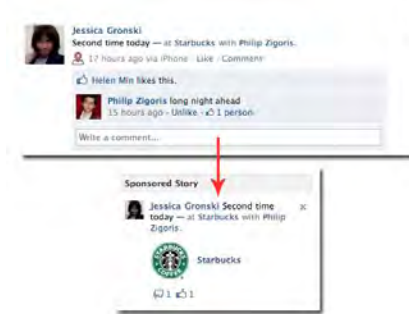 Jessica Gronski
Second time today — at Starbucks with Philip Zigoris.
17 hours ago via iPhone · Like · Comment
Helen Min likes this.
Philip Zigoris long night ahead
15 hours ago · Unlike · 1 person
Write a comment...
Sponsored Story
Jessica Gronski Second time
today — at Starbucks with Philip
Zigoris.
x
STARBUCKS
COFFEE
Starbucks
1 1